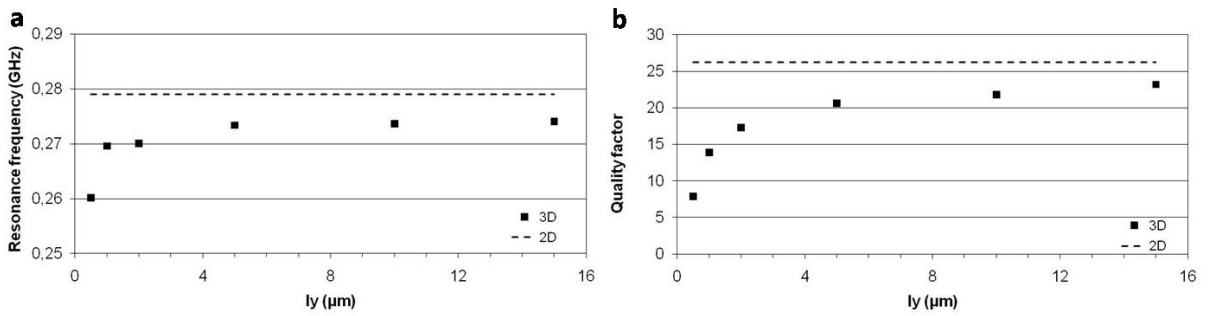 a
0,29
0,28
0,27
0,26
0,25
Resonance frequency (GHz)
0 4 8 12 16
ly (µm)
3D
2D
b
30
25
20
15
10
5
0
Quality factor
0 4 8 12 16
ly (µm)
3D
2D